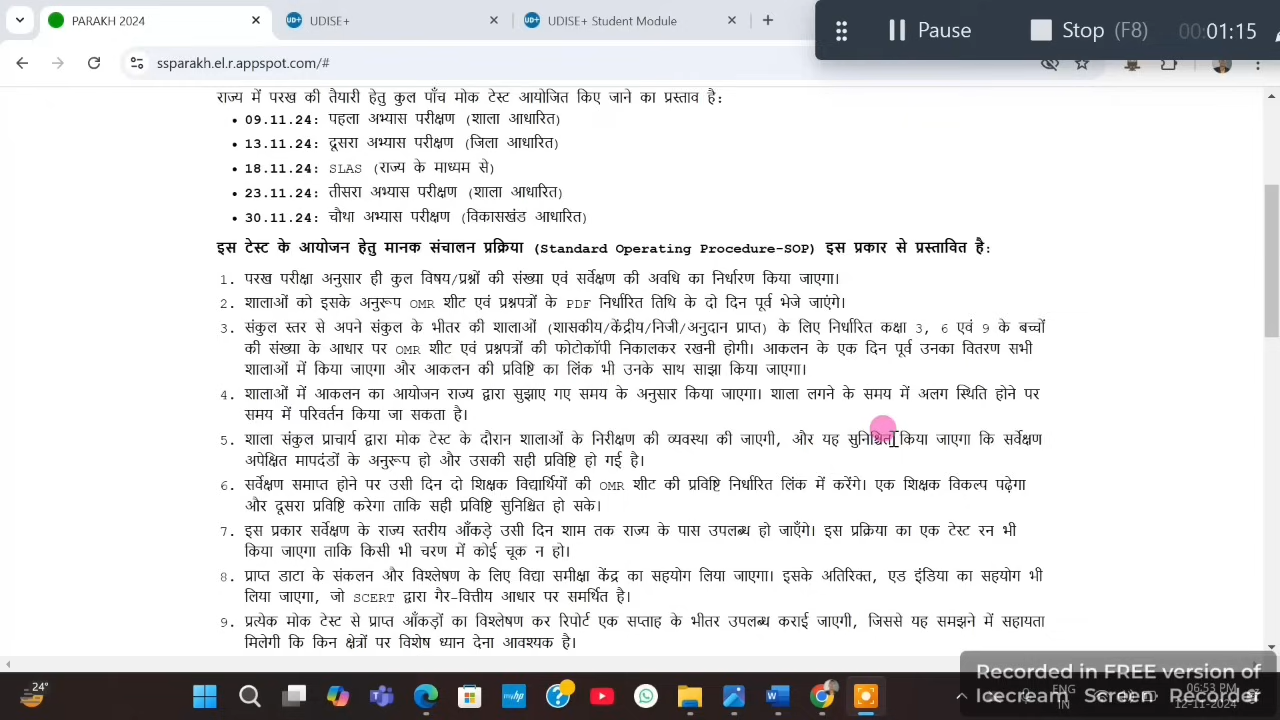 PARAKH 2024
UDISE+
UDISE+ Student Module
Pause
Stop (F8)
00:01:15
ssparakh.el.r.appspot.com/#
राज्य में परख की तैयारी हेतु कुल पाँच मोक टेस्ट आयोजित किए जाने का प्रस्ताव है:
• 09.11.24: पहला अभ्यास परीक्षण (शाला आधारित)
• 13.11.24: दूसरा अभ्यास परीक्षण (जिला आधारित)
• 18.11.24: SLAS (राज्य के माध्यम से)
• 23.11.24: तीसरा अभ्यास परीक्षण (शाला आधारित)
• 30.11.24: चौथा अभ्यास परीक्षण (विकासखंड आधारित)
इस टेस्ट के आयोजन हेतु मानक संचालन प्रक्रिया (Standard Operating Procedure-SOP) इस प्रकार से प्रस्तावित है:
1. परख परीक्षा अनुसार ही कुल विषय/प्रश्नों की संख्या एवं सर्वेक्षण की अवधि का निर्धारण किया जाएगा।
2. शालाओं को इसके अनुरूप OMR शीट एवं प्रश्नपत्रों के PDF निर्धारित तिथि के दो दिन पूर्व भेजे जाएंगे।
3. संकुल स्तर से अपने संकुल के भीतर की शालाओं (शासकीय/केंद्रीय/निजी/अनुदान प्राप्त) के लिए निर्धारित कक्षा 3, 6 एवं 9 के बच्चों
की संख्या के आधार पर OMR शीट एवं प्रश्नपत्रों की फोटोकॉपी निकालकर रखनी होगी। आकलन के एक दिन पूर्व उनका वितरण सभी
शालाओं में किया जाएगा और आकलन की प्रविष्टि का लिंक भी उनके साथ साझा किया जाएगा।
4. शालाओं में आकलन का आयोजन राज्य द्वारा सुझाए गए समय के अनुसार किया जाएगा। शाला लगने के समय में अलग स्थिति होने पर
समय में परिवर्तन किया जा सकता है।
5. शाला संकुल प्राचार्य द्वारा मोक टेस्ट के दौरान शालाओं के निरीक्षण की व्यवस्था की जाएगी, और यह सुनिश्चित किया जाएगा कि सर्वेक्षण
अपेक्षित मापदंडों के अनुरूप हो और उसकी सही प्रविष्टि हो गई है।
6. सर्वेक्षण समाप्त होने पर उसी दिन दो शिक्षक विद्यार्थियों की OMR शीट की प्रविष्टि निर्धारित लिंक में करेंगे। एक शिक्षक विकल्प पढ़ेगा
और दूसरा प्रविष्टि करेगा ताकि सही प्रविष्टि सुनिश्चित हो सके।
7. इस प्रकार सर्वेक्षण के राज्य स्तरीय आँकड़े उसी दिन शाम तक राज्य के पास उपलब्ध हो जाएँगे। इस प्रक्रिया का एक टेस्ट रन भी
किया जाएगा ताकि किसी भी चरण में कोई चूक न हो।
8. प्राप्त डाटा के संकलन और विश्लेषण के लिए विद्या समीक्षा केंद्र का सहयोग लिया जाएगा। इसके अतिरिक्त, एड इंडिया का सहयोग भी
लिया जाएगा, जो SCERT द्वारा गैर-वित्तीय आधार पर समर्थित है।
9. प्रत्येक मोक टेस्ट से प्राप्त आँकड़ों का विश्लेषण कर रिपोर्ट एक सप्ताह के भीतर उपलब्ध कराई जाएगी, जिससे यह समझने में सहायता
मिलेगी कि किन क्षेत्रों पर विशेष ध्यान देना आवश्यक है।
Recorded in FREE version of
Icecream Screen Recorder
24°
ENG
IN
06:53 PM
12-11-2024